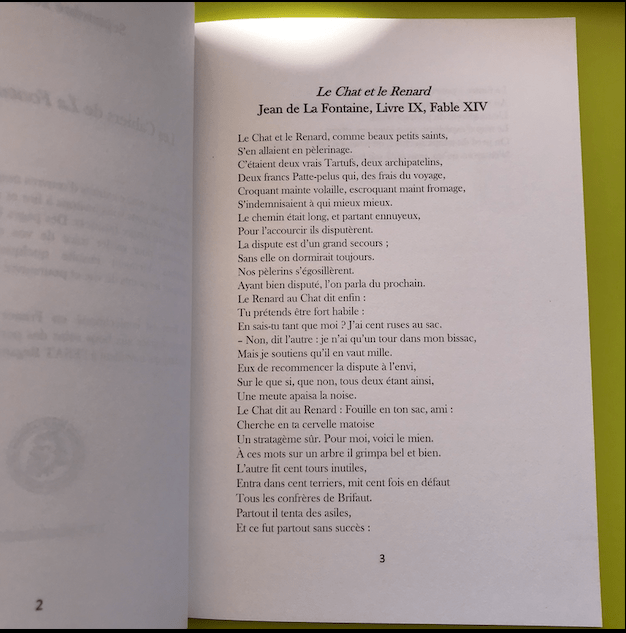 Le Chat et le Renard
Jean de La Fontaine, Livre IX, Fable XIV
Le Chat et le Renard, comme beaux petits saints,
S'en allaient en pèlerinage.
C'étaient deux vrais Tartufs, deux archipatelins,
Deux francs Patte-pelus qui, des frais du voyage,
Croquant mainte volaille, escroquant maint fromage,
S'indemnisaient à qui mieux mieux.
Le chemin était long, et partant ennuyeux,
Pour l'accourcir ils disputèrent.
La dispute est d'un grand secours ;
Sans elle on dormirait toujours.
Nos pèlerins s'égosillèrent.
Ayant bien disputé, l'on parla du prochain.
Le Renard au Chat dit enfin :
Tu prétends être fort habile :
En sais-tu tant que moi ? J'ai cent ruses au sac.
– Non, dit l'autre : je n'ai qu'un tour dans mon bissac,
Mais je soutiens qu'il en vaut mille.
Eux de recommencer la dispute à l'envi,
Sur le que si, que non, tous deux étant ainsi,
Une meute apaisa la noise.
Le Chat dit au Renard : Fouille en ton sac, ami :
Cherche en ta cervelle matoise
Un stratagème sûr. Pour moi, voici le mien.
À ces mots sur un arbre il grimpa bel et bien.
L'autre fit cent tours inutiles,
Entra dans cent terriers, mit cent fois en défaut
Tous les confrères de Brifaut.
Partout il tenta des asiles,
Et ce fut partout sans succès :
3
2